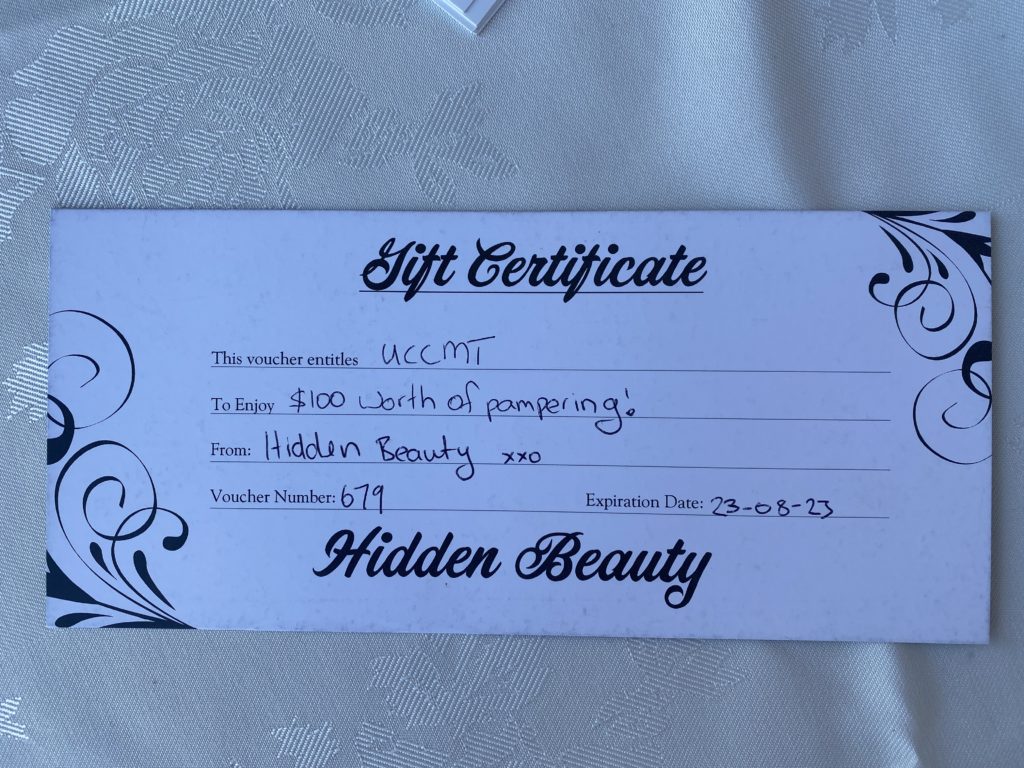 Gift Certificate
This voucher entitles UCCMT
To Enjoy $100 worth of pampering!
From: Hidden Beauty xxo
Voucher Number: 679 Expiration Date: 23-08-23
Hidden Beauty